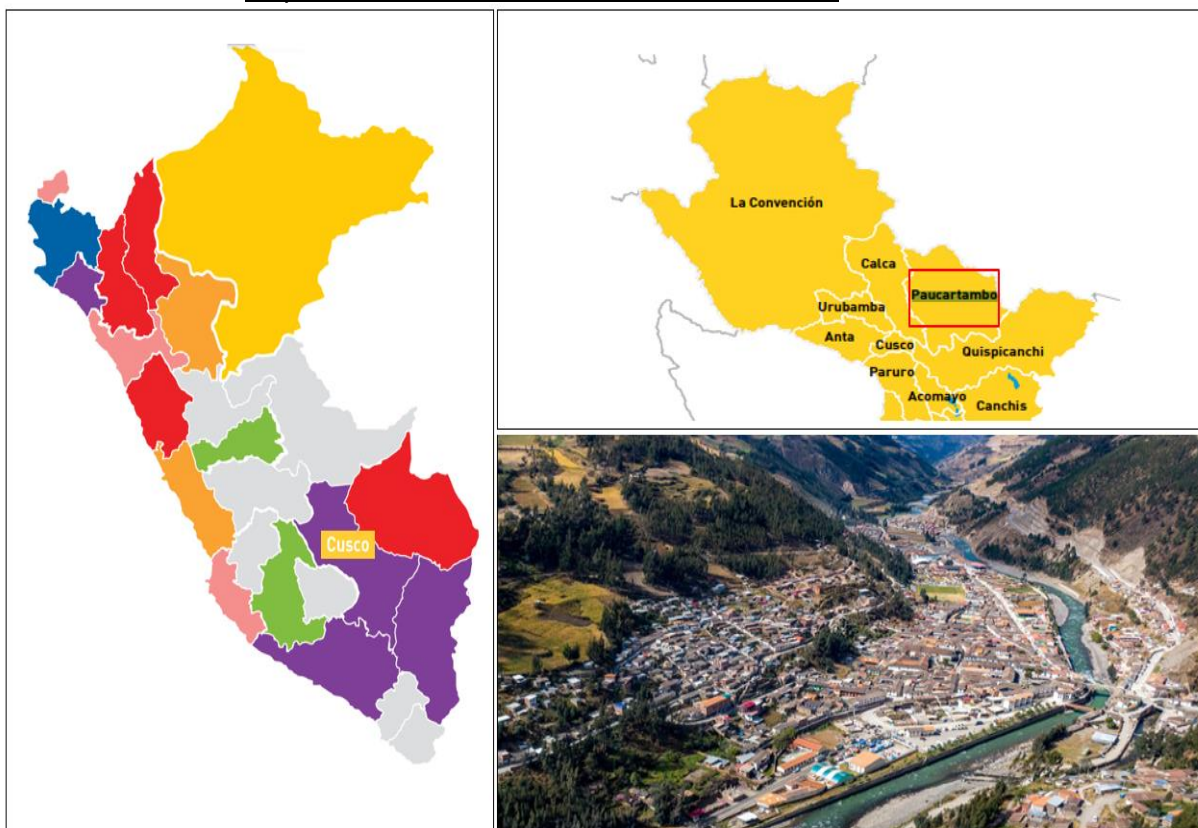 Cusco
La Convención
Calca
Paucartambo
Urubamba
Anta
Cusco
Quispicanchi
Paruro
Acomayo
Canchis